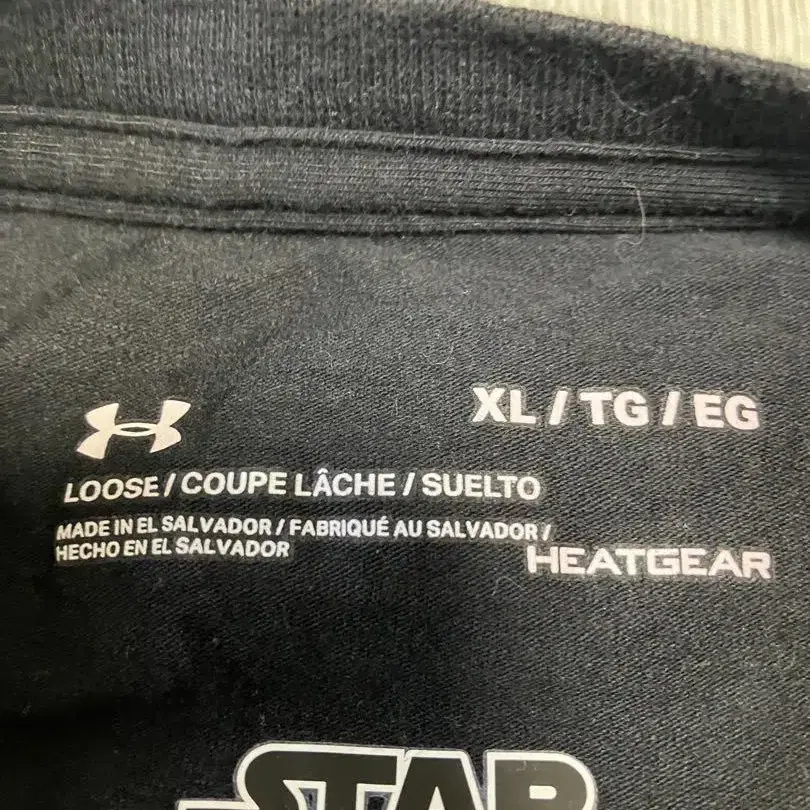 XL / TG / EG
LOOSE / COUPE LÂCHE / SUELTO
MADE IN EL SALVADOR / FABRIQUÉ AU SALVADOR /
HECHO EN EL SALVADOR
HEATGEAR
STAR